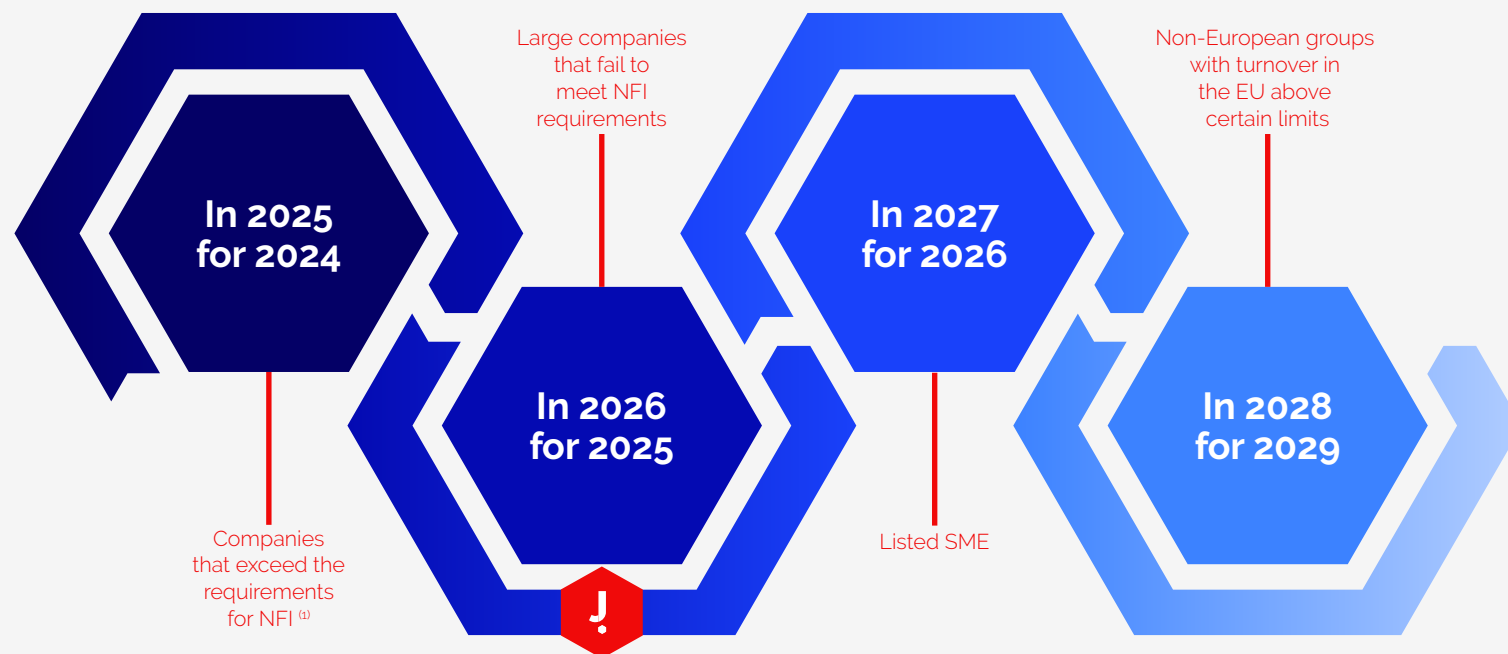 In 2025
for 2024
Companies
that exceed the
requirements
for NFI (1)
Large companies
that fail to
meet NFI
requirements
In 2026
for 2025
J
In 2027
for 2026
Listed SME
Non-European groups
with turnover in
the EU above
certain limits
In 2028
for 2029